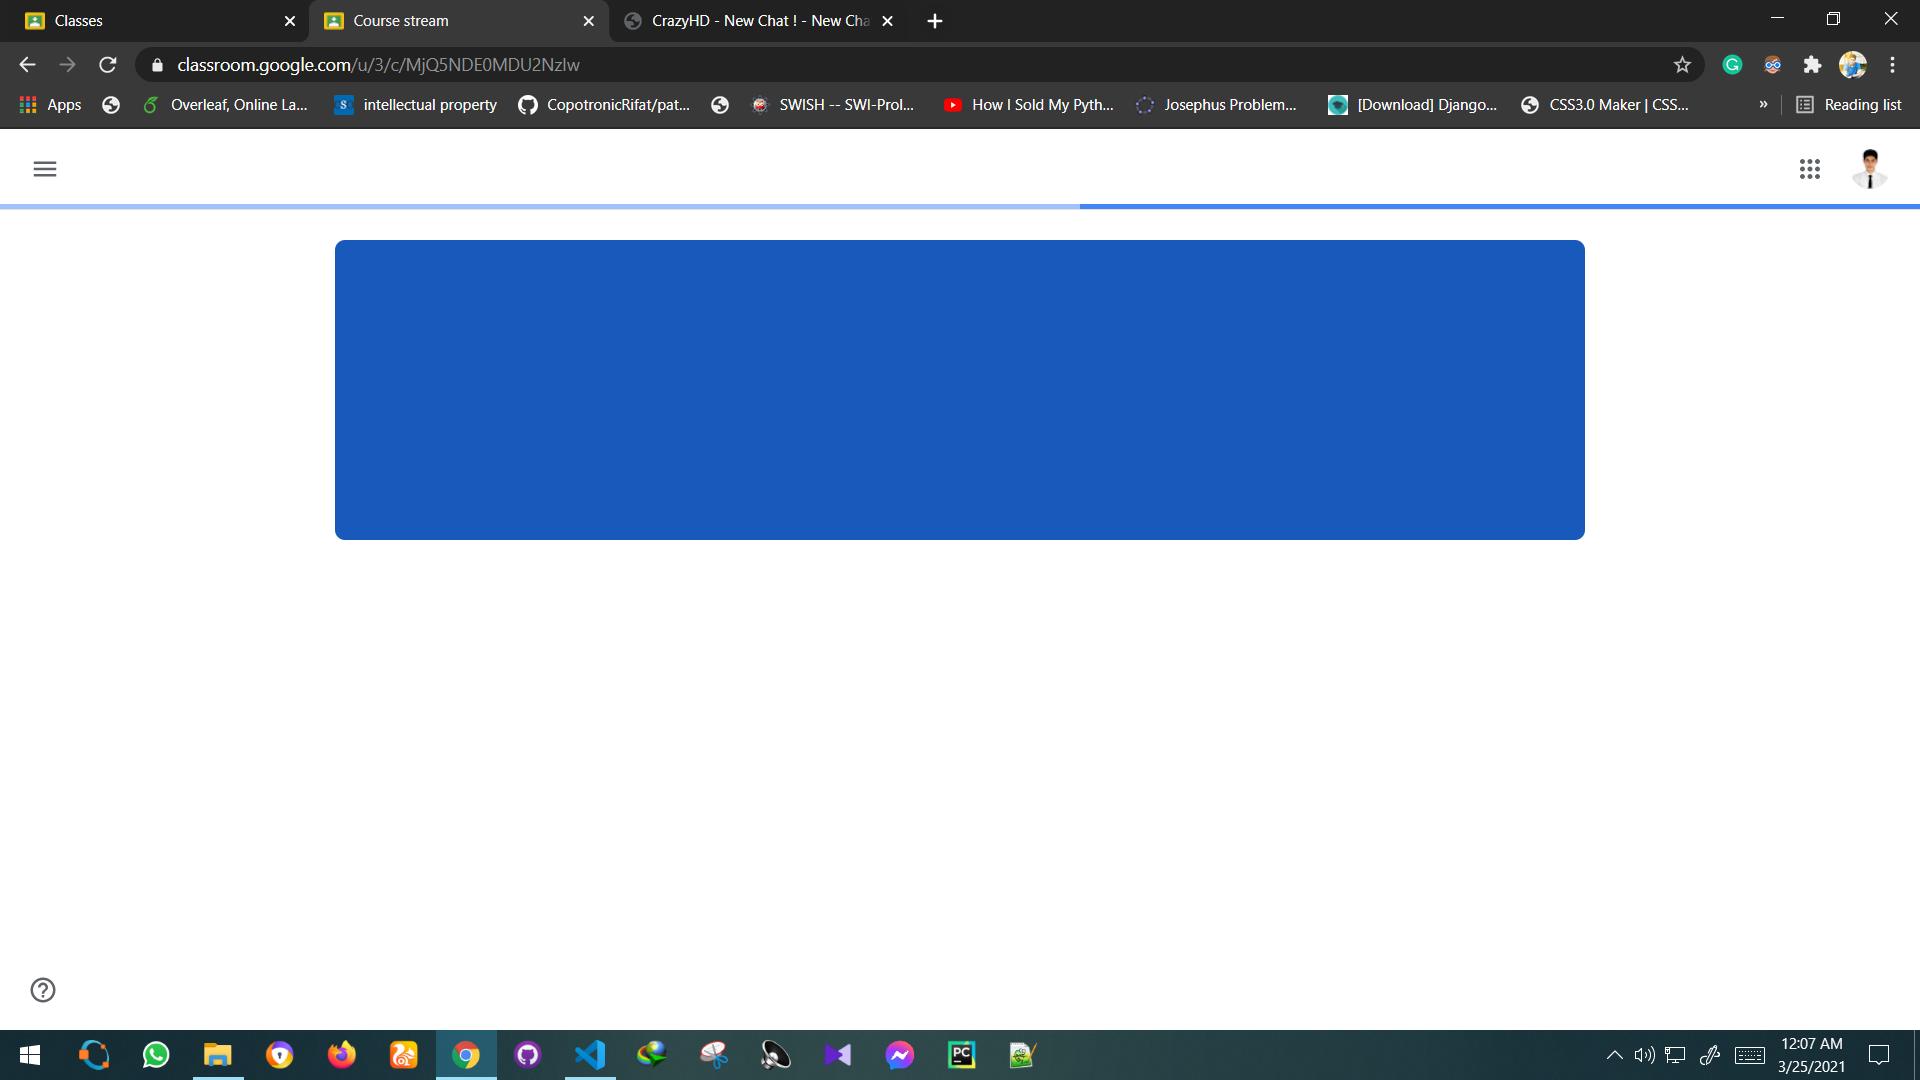 Classes
Course stream
CrazyHD - New Chat ! - New Cha
classroom.google.com/u/3/c/MjQ5NDE0MDU2NzIw
Apps
Overleaf, Online La...
S
intellectual property
CopotronicRifat/pat...
SWISH -- SWI-Prol...
How I Sold My Pyth...
Josephus Problem...
[Download] Django...
CSS3.0 Maker | CSS...
»
Reading list
PC
12:07 AM
3/25/2021